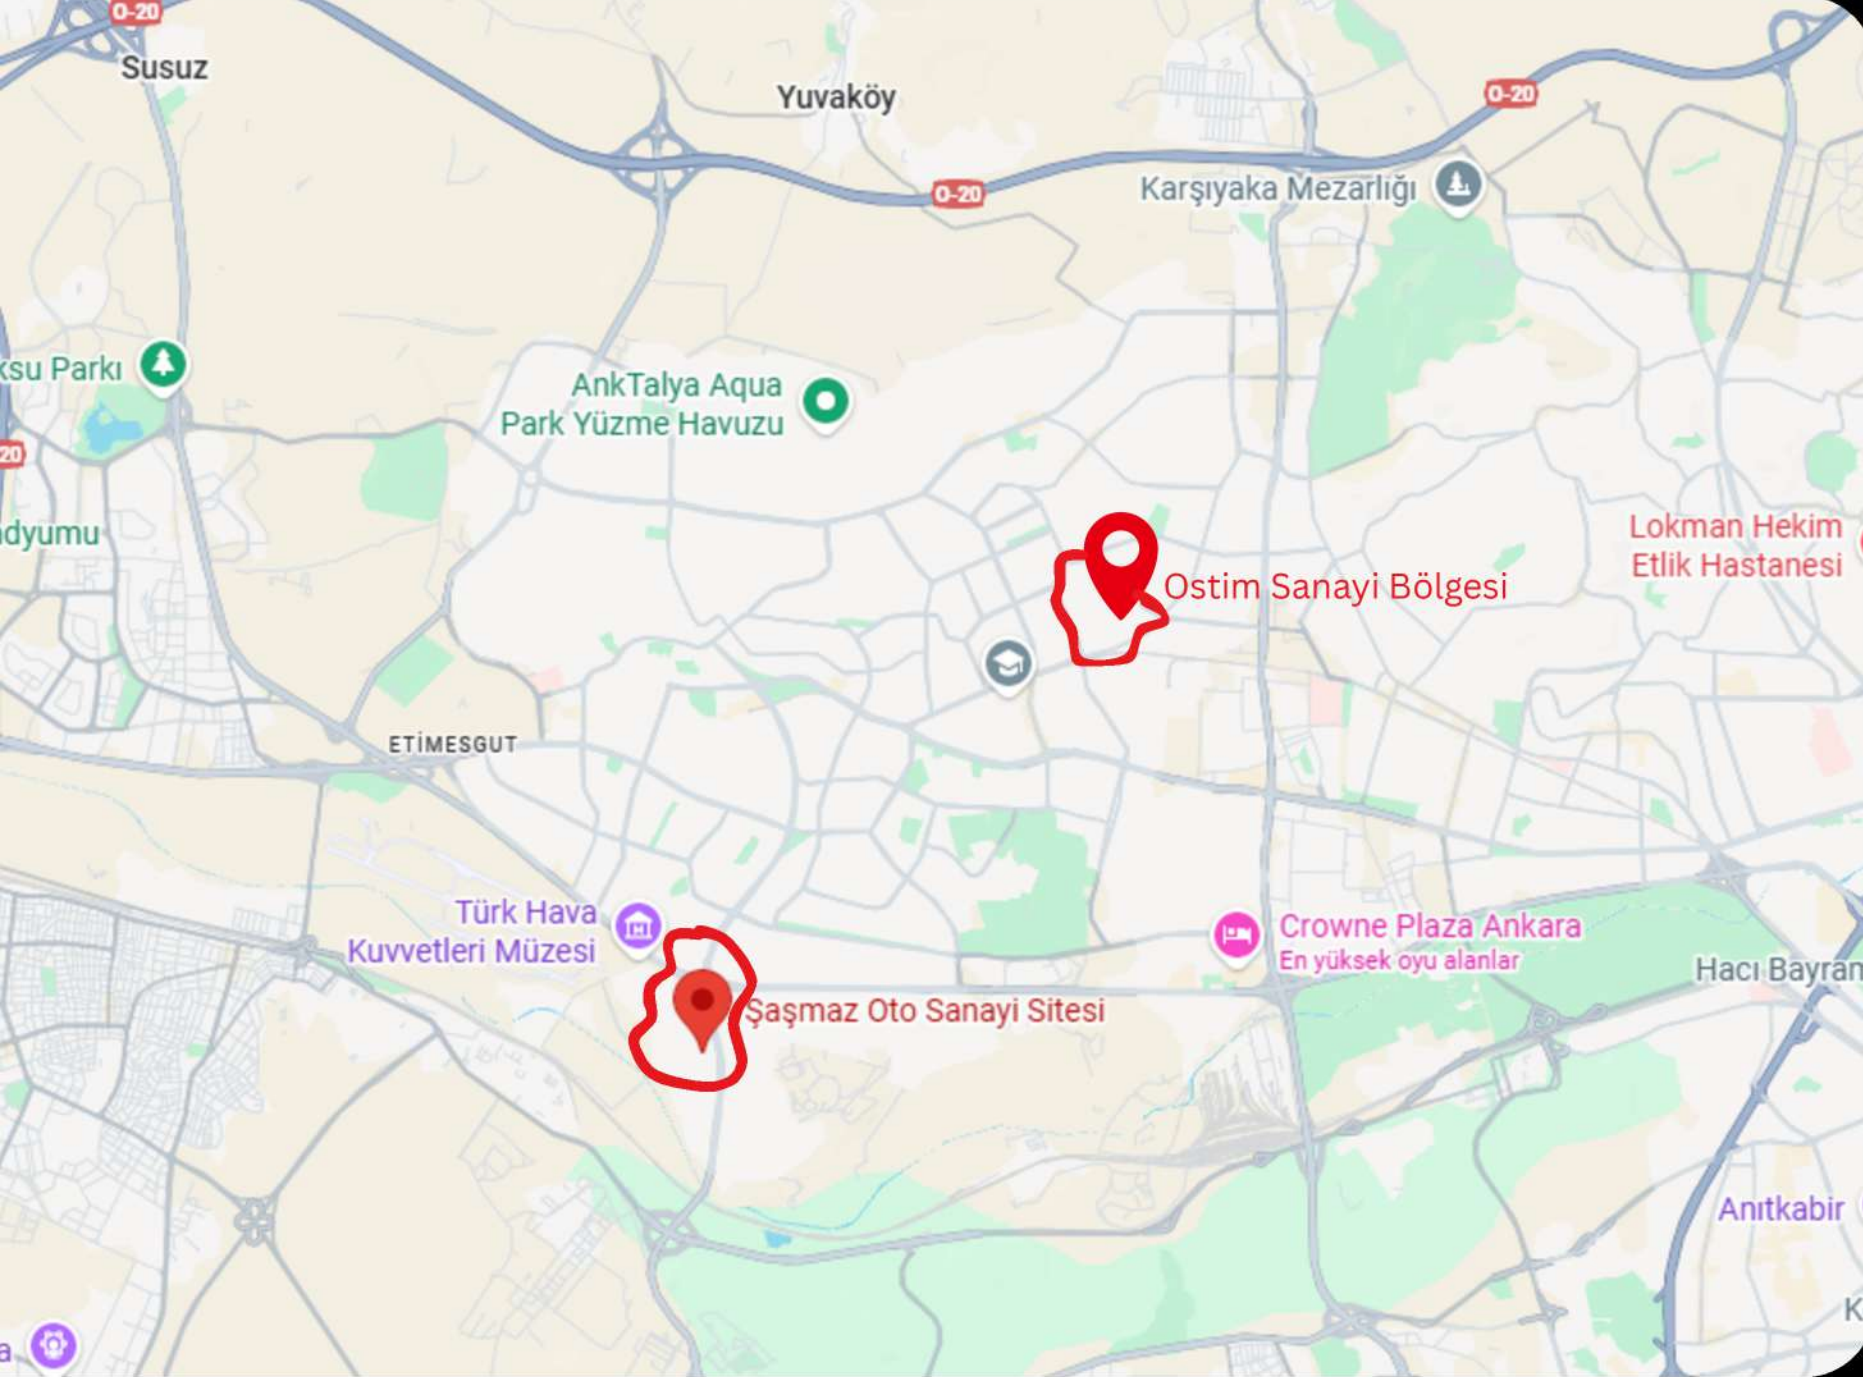 O-20
Susuz
Yuvaköy
O-20
O-20
Karşıyaka Mezarlığı
ksu Parkı
AnkTalya Aqua
Park Yüzme Havuzu
20
adyumu
Lokman Hekim
Etlik Hastanesi
Ostim Sanayi Bölgesi
ETİMESGUT
Türk Hava
Kuvvetleri Müzesi
Crowne Plaza Ankara
En yüksek oyu alanlar
Hacı Bayram
Şaşmaz Oto Sanayi Sitesi
Anıtkabir
K
a